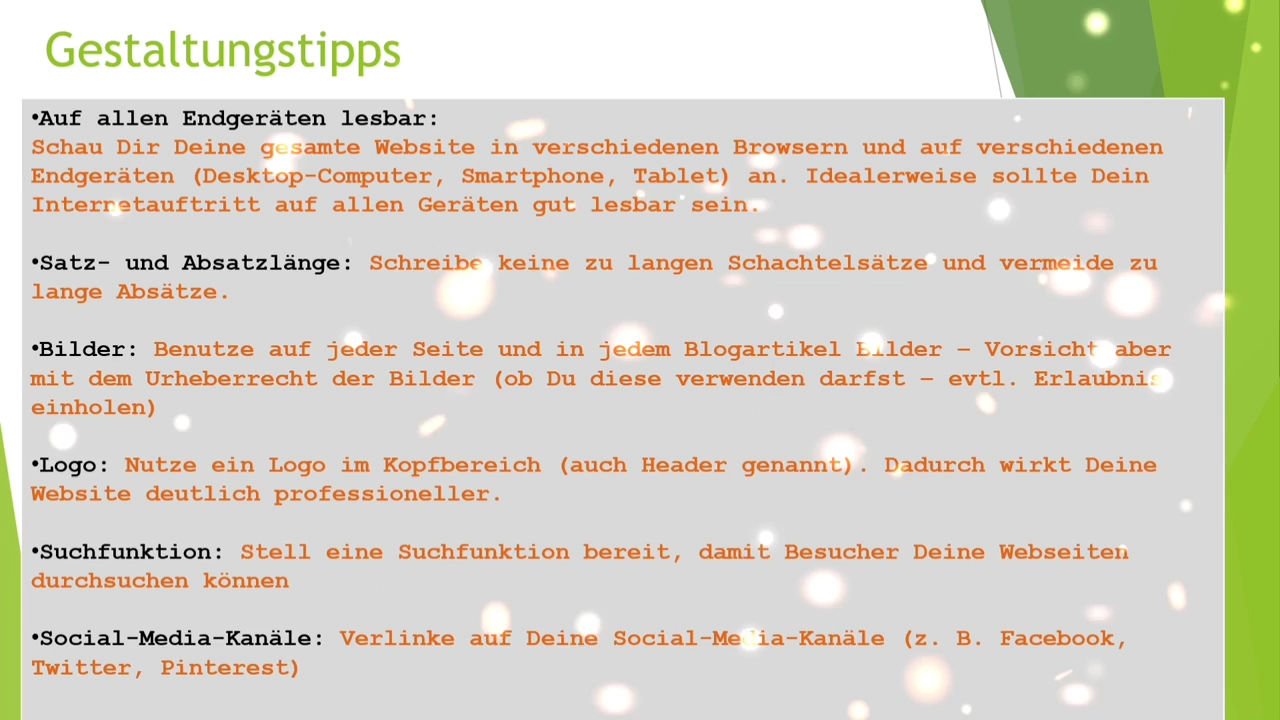 Gestaltungstipps
•Auf allen Endgeräten lesbar:
Schau Dir Deine gesamte Website in verschiedenen Browsern und auf verschiedenen
Endgeräten (Desktop-Computer, Smartphone, Tablet) an. Idealerweise sollte Dein
Internetauftritt auf allen Geräten gut lesbar sein.
•Satz- und Absatzlänge: Schreibe keine zu langen Schachtelsätze und vermeide zu
lange Absätze.
•Bilder: Benutze auf jeder Seite und in jedem Blogartikel Bilder – Vorsicht aber
mit dem Urheberrecht der Bilder (ob Du diese verwenden darfst – evtl. Erlaubnis
einholen)
•Logo: Nutze ein Logo im Kopfbereich (auch Header genannt). Dadurch wirkt Deine
Website deutlich professioneller.
•Suchfunktion: Stell eine Suchfunktion bereit, damit Besucher Deine Webseiten
durchsuchen können
•Social-Media-Kanäle: Verlinke auf Deine Social-Media-Kanäle (z. B. Facebook,
Twitter, Pinterest)